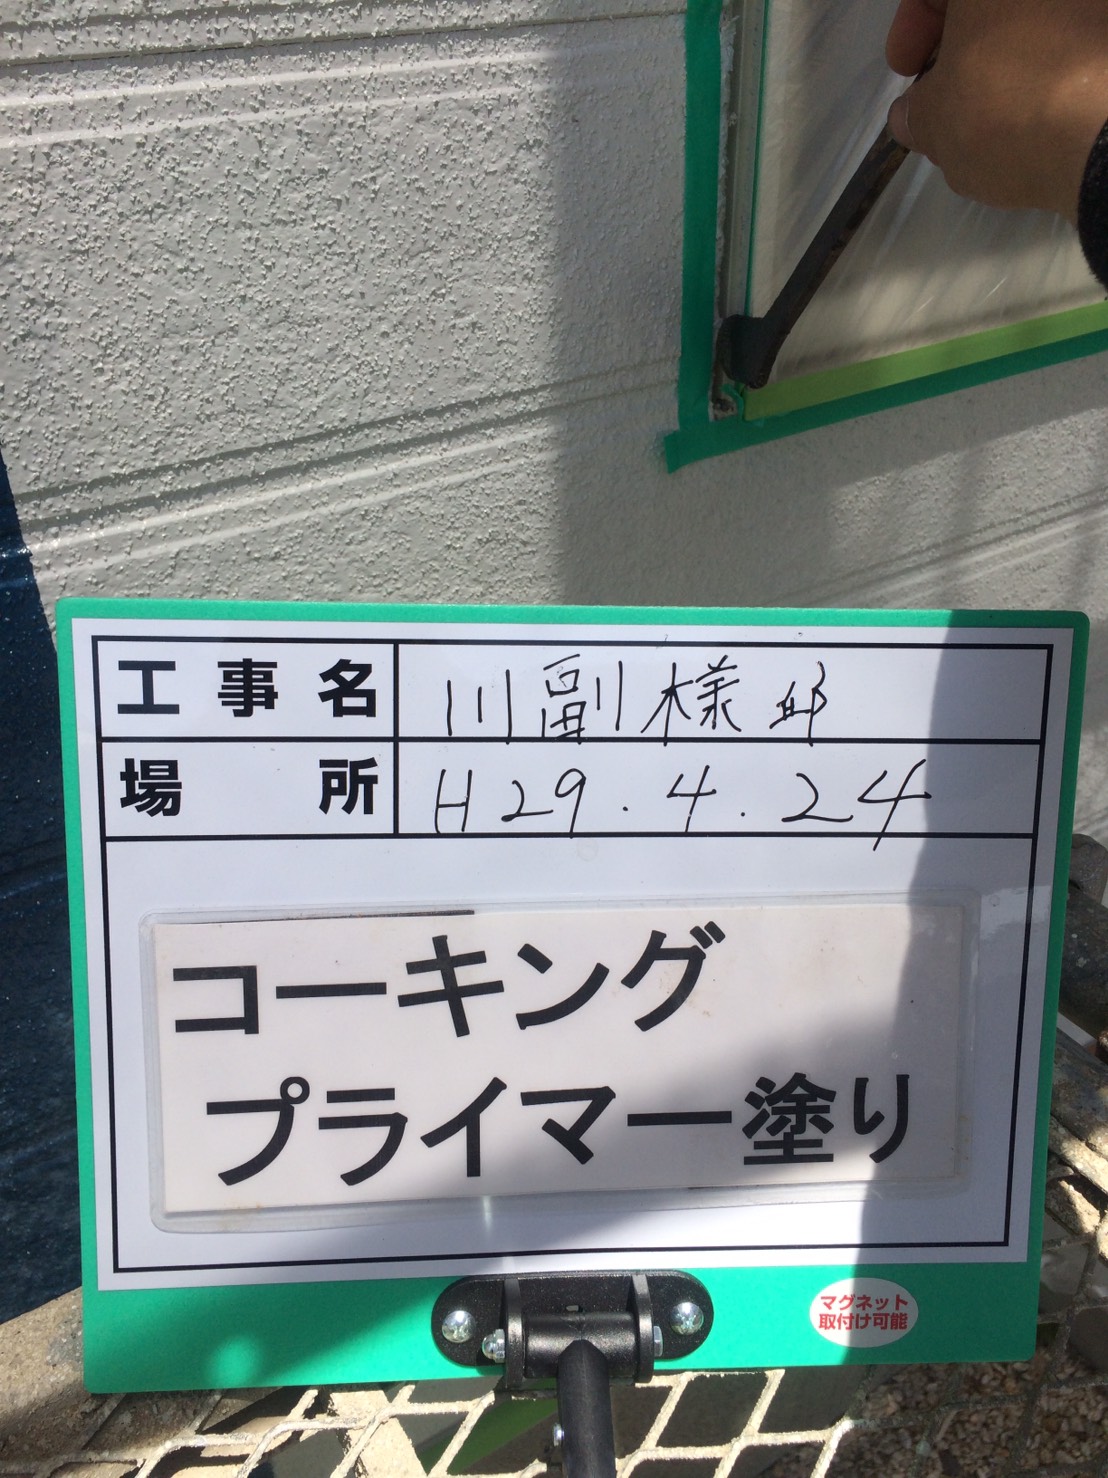 工事名 川副様邸
場所 H29.4.24
コーキング
プライマー塗り
マグネット
取付け可能